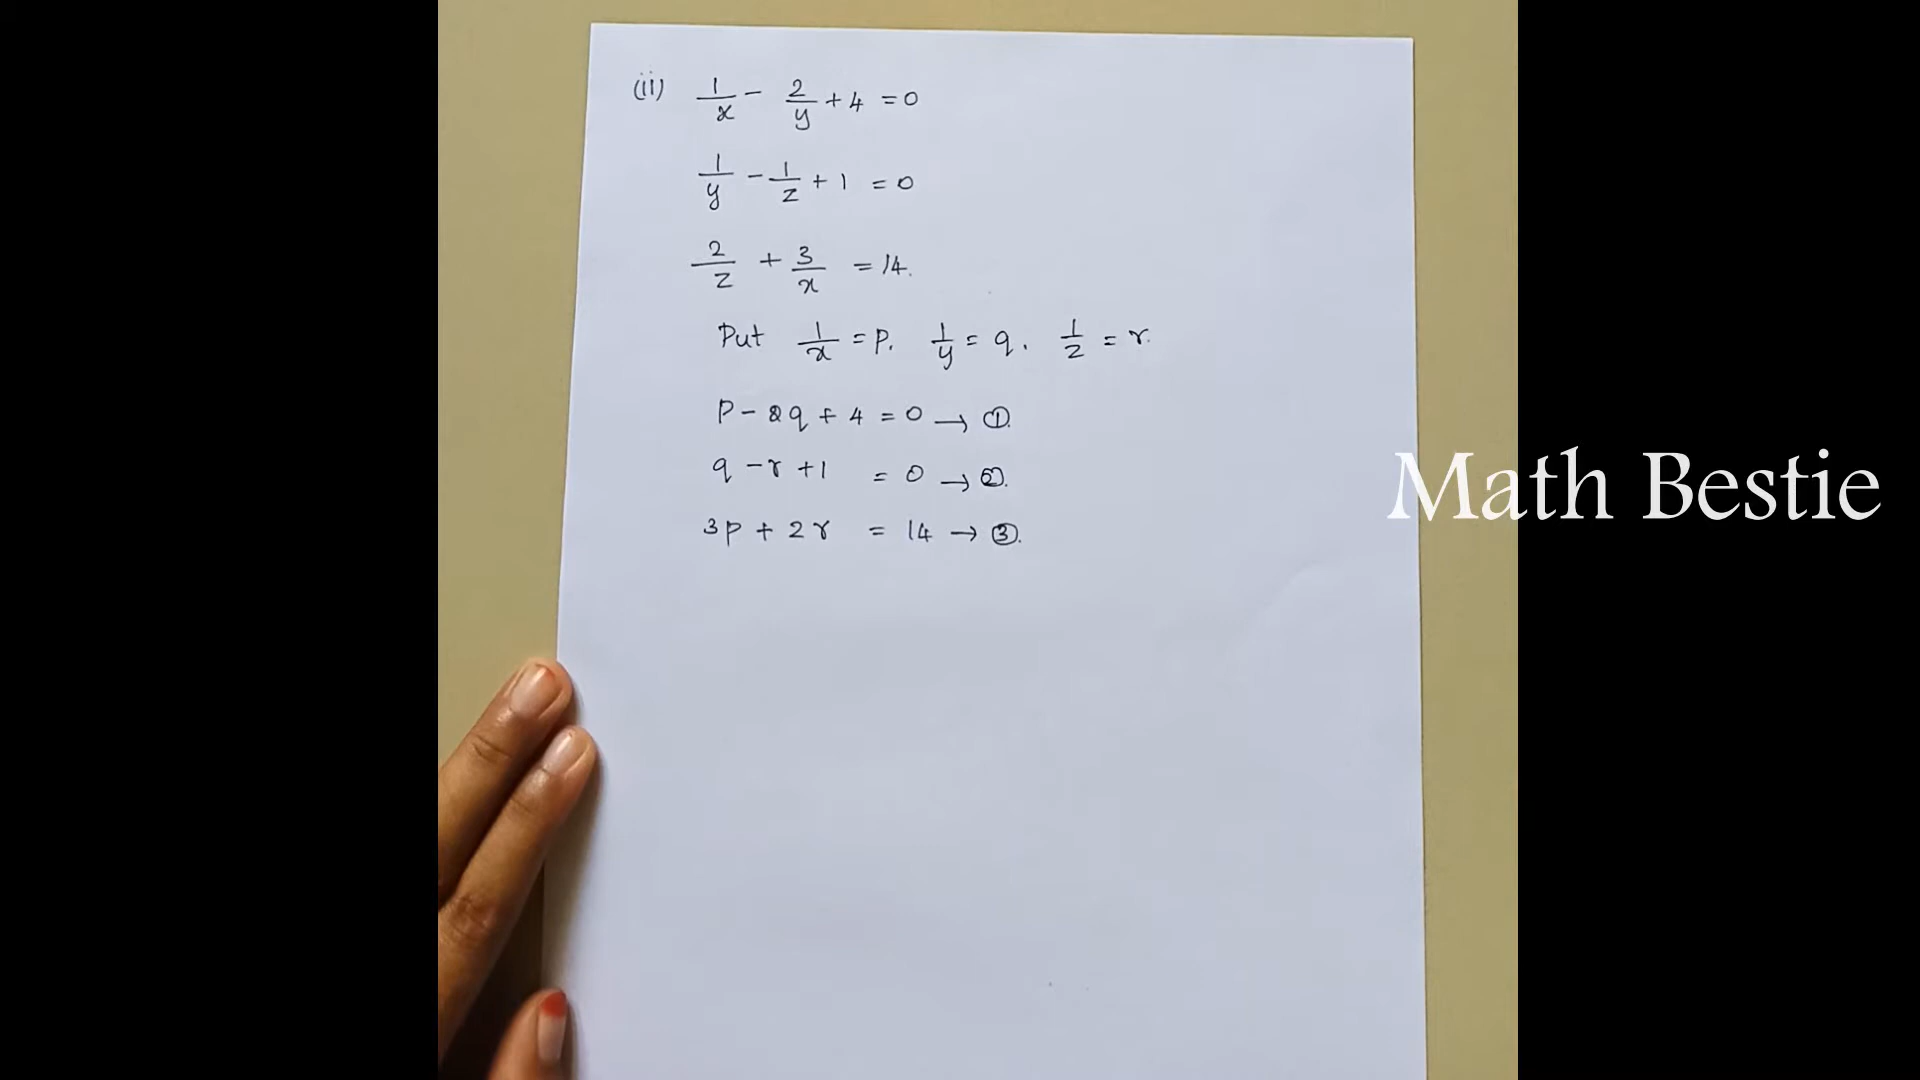 (ii) 1/x - 2/y + 4 = 0
1/y - 1/z + 1 = 0
2/z + 3/x = 14.
Put 1/x = p. 1/y = q. 1/z = r.
p - 2q + 4 = 0 → ①.
q - r + 1 = 0 → ②.
3p + 2r = 14 → ③.
Math Bestie